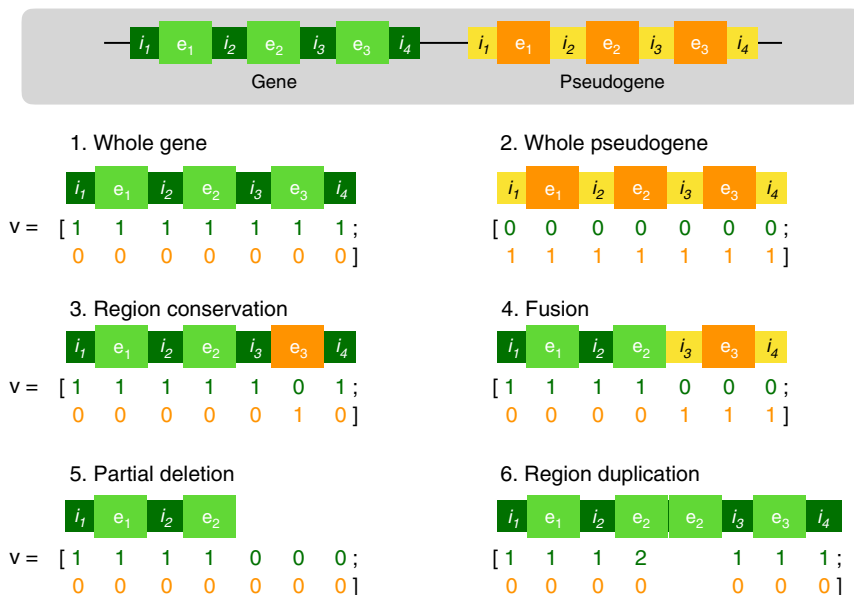 i1 e1 i2 e2 i3 e3 i4 i1 e1 i2 e2 i3 e3 i4
Gene Pseudogene
1. Whole gene
i1 e1 i2 e2 i3 e3 i4
v = [ 1 1 1 1 1 1 1 ;
0 0 0 0 0 0 0 ]
2. Whole pseudogene
i1 e1 i2 e2 i3 e3 i4
[ 0 0 0 0 0 0 0 ;
1 1 1 1 1 1 1 ]
3. Region conservation
i1 e1 i2 e2 i3 e3 i4
v = [ 1 1 1 1 1 0 1 ;
0 0 0 0 0 1 0 ]
4. Fusion
i1 e1 i2 e2 i3 e3 i4
[ 1 1 1 1 0 0 0 ;
0 0 0 0 1 1 1 ]
5. Partial deletion
i1 e1 i2 e2
v = [ 1 1 1 1 0 0 0 ;
0 0 0 0 0 0 0 ]
6. Region duplication
i1 e1 i2 e2 e2 i3 e3 i4
[ 1 1 1 2 1 1 1 ;
0 0 0 0 0 0 0 ]